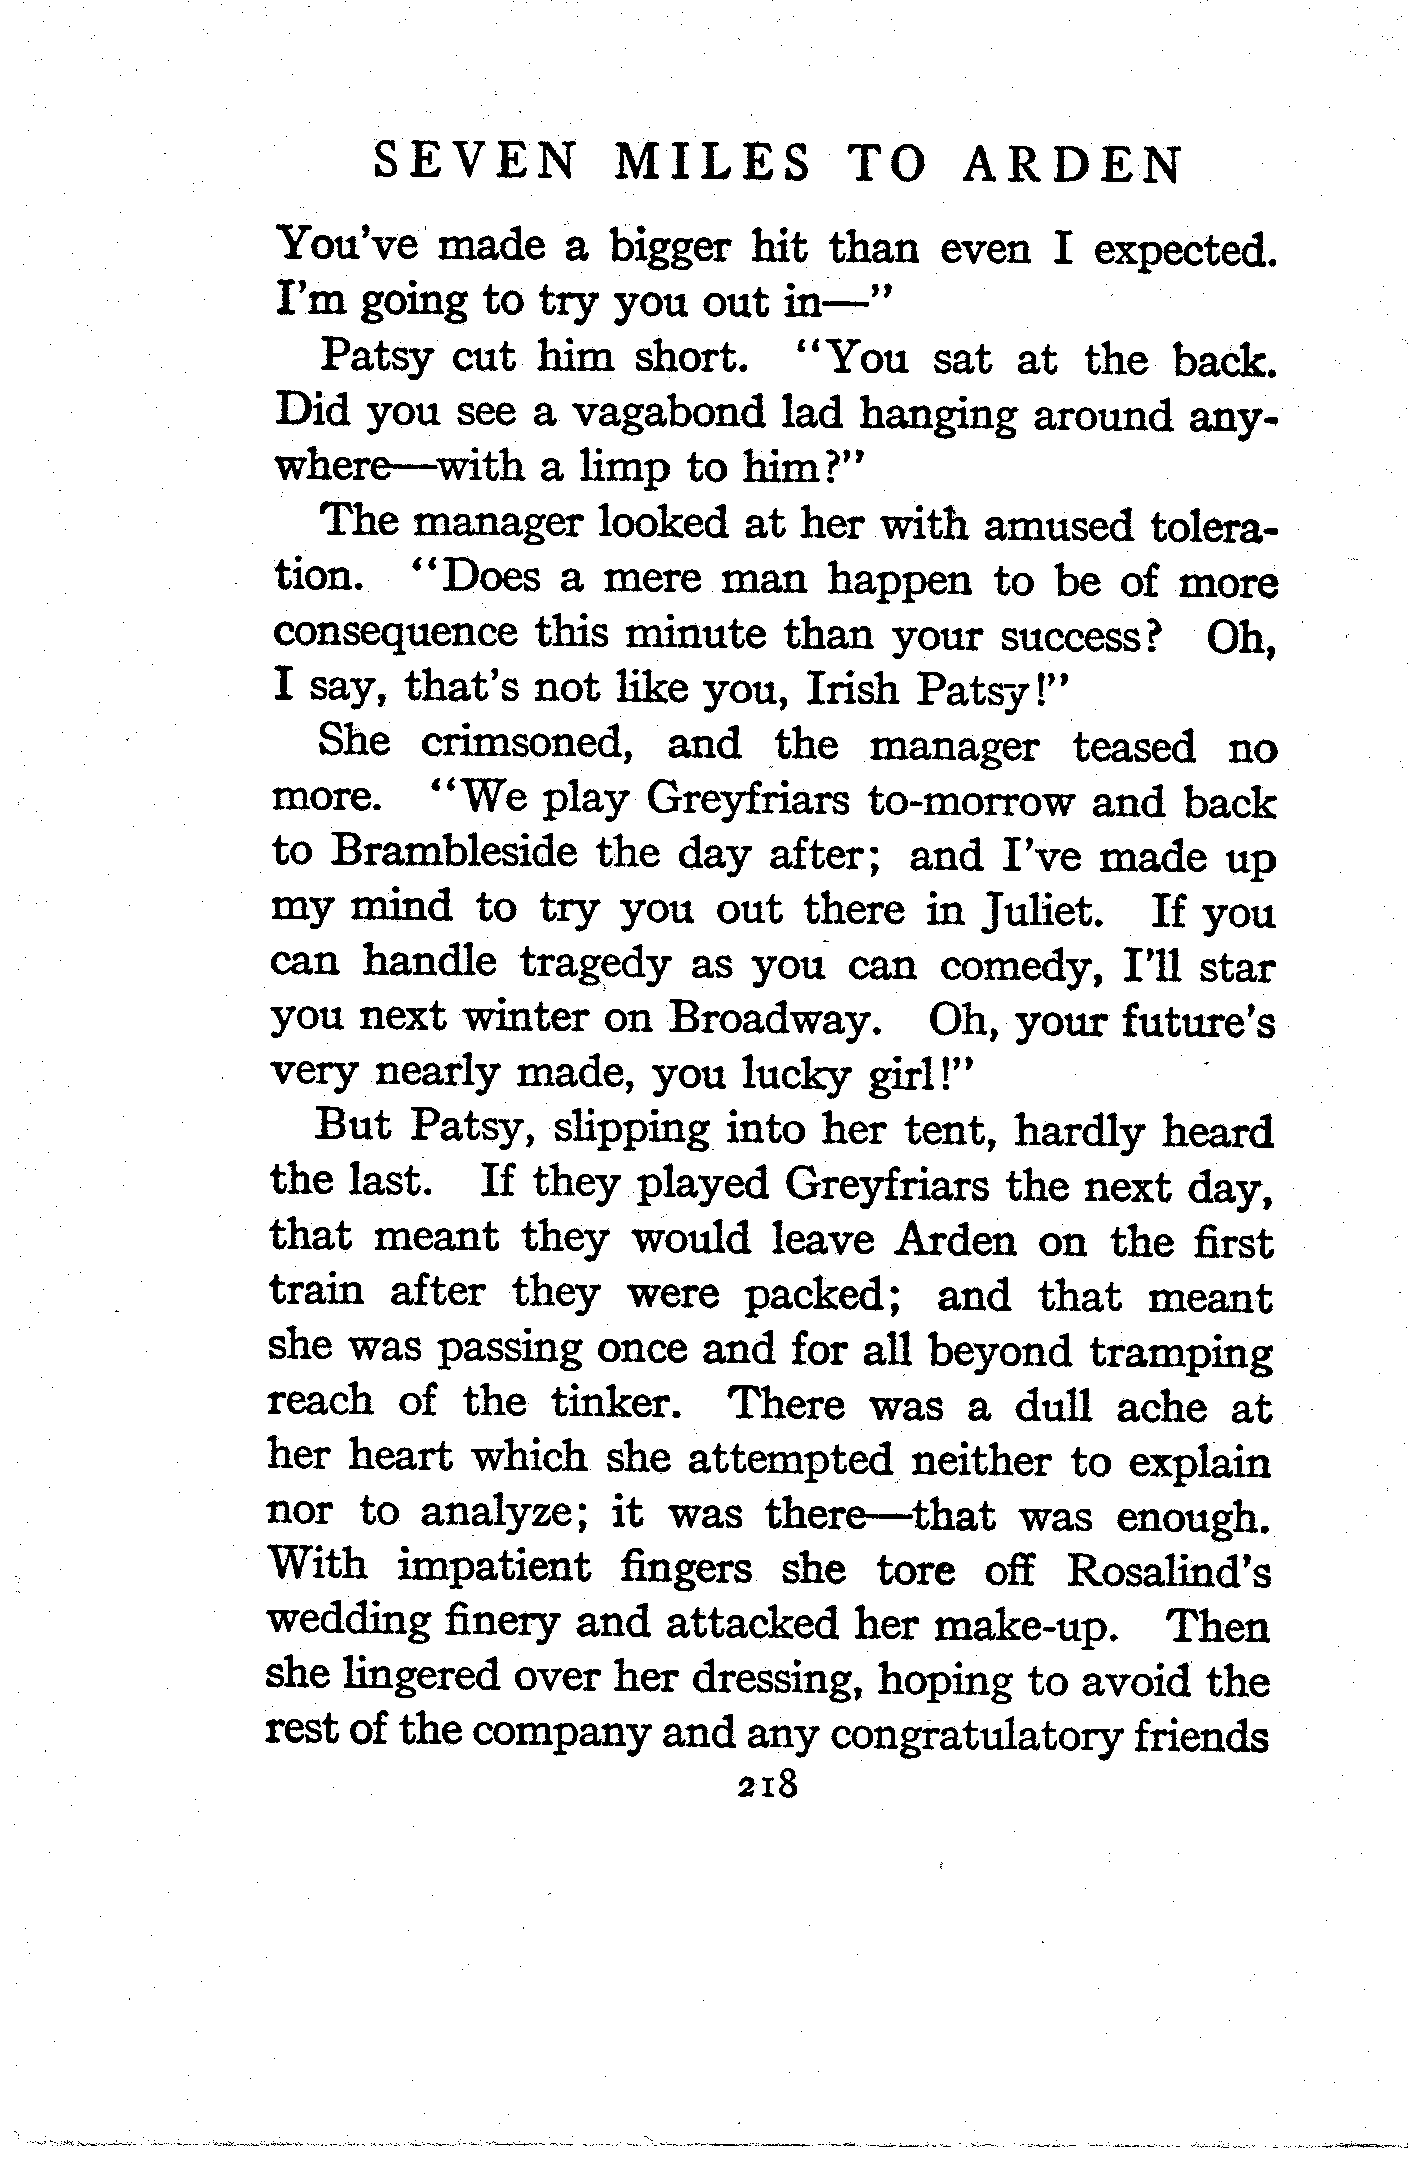 SEVEN MILES TO ARDEN
You've made a bigger hit than even I expected.
I'm going to try you out in—"
Patsy cut him short. "You sat at the back.
Did you see a vagabond lad hanging around any-
where—with a limp to him?"
The manager looked at her with amused tolera-
tion. "Does a mere man happen to be of more
consequence this minute than your success? Oh,
I say, that's not like you, Irish Patsy!"
She crimsoned, and the manager teased no
more. "We play Greyfriars to-morrow and back
to Brambleside the day after; and I've made up
my mind to try you out there in Juliet. If you
can handle tragedy as you can comedy, I'll star
you next winter on Broadway. Oh, your future's
very nearly made, you lucky girl!"
But Patsy, slipping into her tent, hardly heard
the last. If they played Greyfriars the next day,
that meant they would leave Arden on the first
train after they were packed; and that meant
she was passing once and for all beyond tramping
reach of the tinker. There was a dull ache at
her heart which she attempted neither to explain
nor to analyze; it was there—that was enough.
With impatient fingers she tore off Rosalind's
wedding finery and attacked her make-up. Then
she lingered over her dressing, hoping to avoid the
rest of the company and any congratulatory friends
218